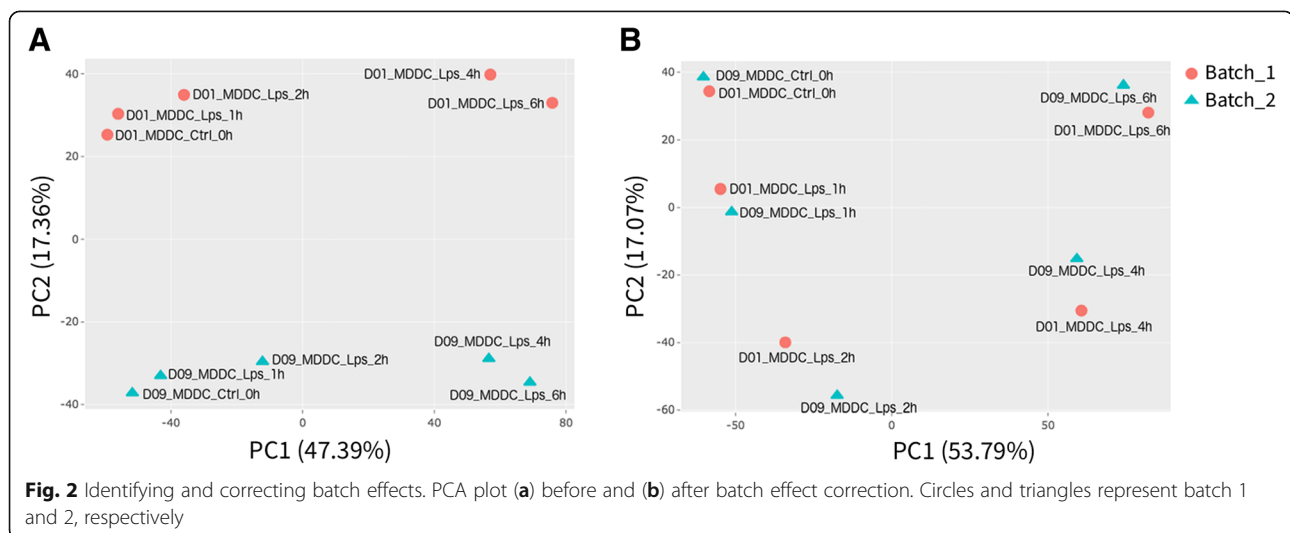 A
40
20
0
-20
-40
PC2 (17.36%)
D01_MDDC_Lps_4h
D01_MDDC_Lps_2h
D01_MDDC_Lps_6h
D01_MDDC_Lps_1h
D01_MDDC_Ctrl_0h
D09_MDDC_Lps_4h
D09_MDDC_Lps_2h
D09_MDDC_Lps_1h
D09_MDDC_Ctrl_0h
D09_MDDC_Lps_6h
-40
0
40
80
PC1 (47.39%)
B
40
20
0
-20
-40
-60
PC2 (17.07%)
D09_MDDC_Ctrl_0h
D01_MDDC_Ctrl_0h
D09_MDDC_Lps_6h
D01_MDDC_Lps_6h
D01_MDDC_Lps_1h
D09_MDDC_Lps_1h
D09_MDDC_Lps_4h
D01_MDDC_Lps_4h
D01_MDDC_Lps_2h
D09_MDDC_Lps_2h
-50
0
50
PC1 (53.79%)
Batch_1
Batch_2
Fig. 2 Identifying and correcting batch effects. PCA plot (a) before and (b) after batch effect correction. Circles and triangles represent batch 1
and 2, respectively